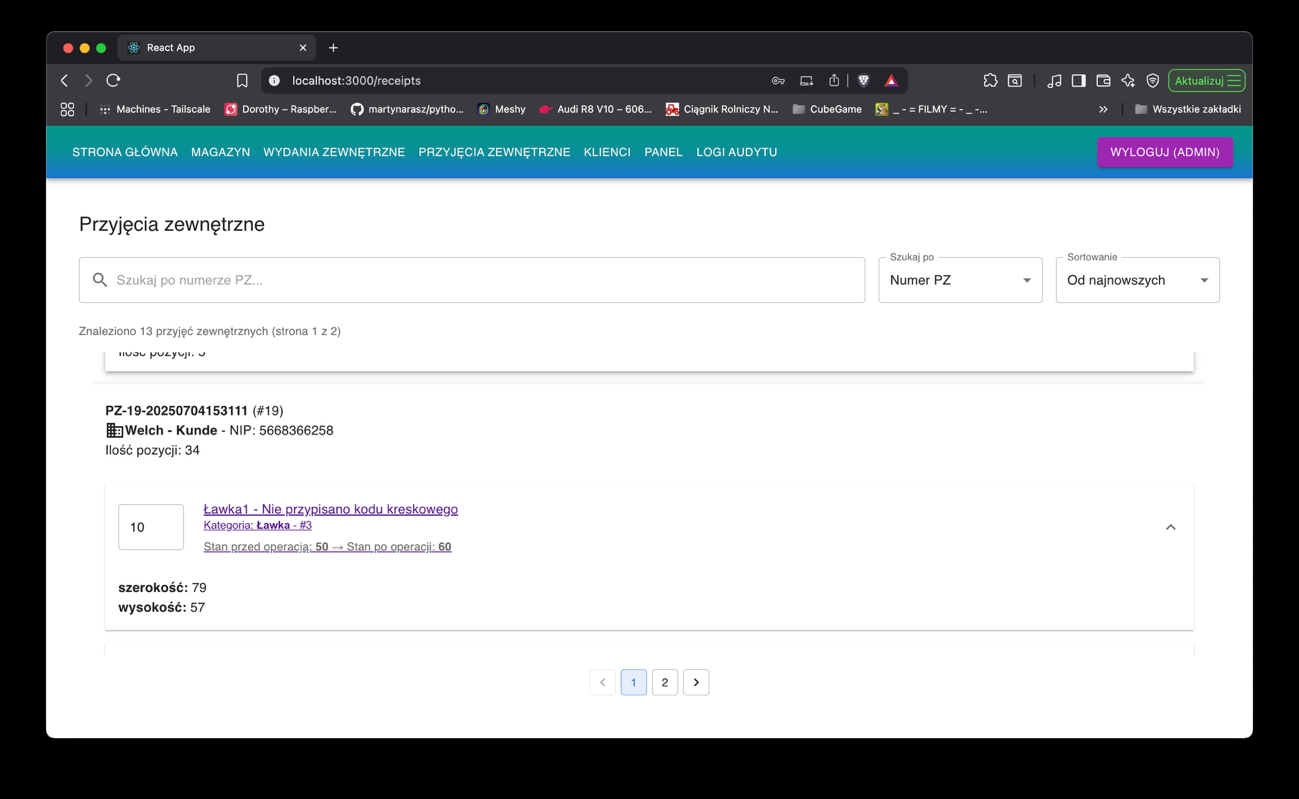 React App
localhost:3000/receipts
Aktualizuj
Machines - Tailscale
Dorothy – Raspber...
martynarasz/pytho...
Meshy
Audi R8 V10 – 606...
Ciągnik Rolniczy N...
CubeGame
_ - = FILMY = - _ -...
Wszystkie zakładki
STRONA GŁÓWNA MAGAZYN WYDANIA ZEWNĘTRZNE PRZYJĘCIA ZEWNĘTRZNE KLIENCI PANEL LOGI AUDYTU
WYLOGUJ (ADMIN)
Przyjęcia zewnętrzne
Szukaj po numerze PZ...
Szukaj po
Numer PZ
Sortowanie
Od najnowszych
Znaleziono 13 przyjęć zewnętrznych (strona 1 z 2)
Ilość pozycji: 5
PZ-19-20250704153111 (#19)
Welch - Kunde - NIP: 5668366258
Ilość pozycji: 34
10
Ławka1 - Nie przypisano kodu kreskowego
Kategoria: Ławka - #3
Stan przed operacją: 50 → Stan po operacji: 60
szerokość: 79
wysokość: 57
1
2